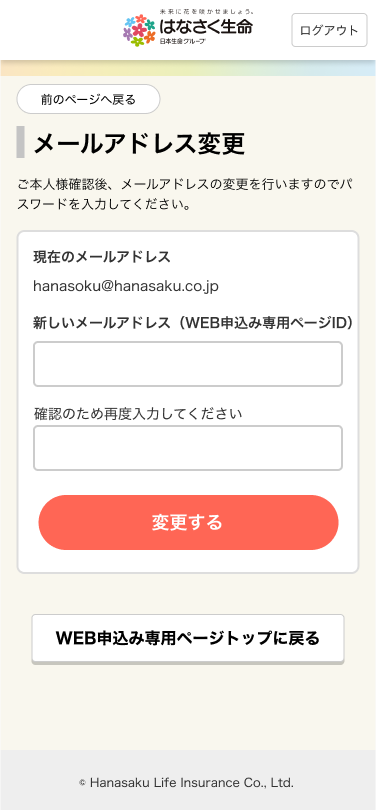 未来に花を咲かせましょう。
はなさく生命
日本生命グループ
ログアウト
前のページへ戻る
メールアドレス変更
ご本人様確認後、メールアドレスの変更を行いますのでパ
スワードを入力してください。
現在のメールアドレス
hanasoku@hanasaku.co.jp
新しいメールアドレス（WEB申込み専用ページID）
確認のため再度入力してください
変更する
WEB申込み専用ページトップに戻る
© Hanasaku Life Insurance Co., Ltd.